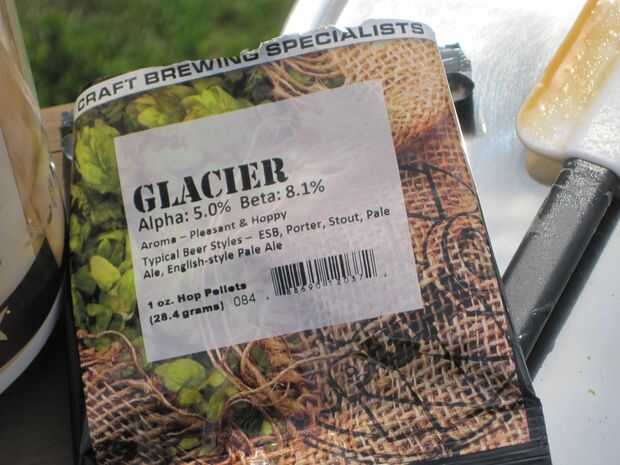 CRAFT BREWING SPECIALISTS
GLACIER
Alpha: 5.0% Beta: 8.1%
Aroma – Pleasant & Hoppy
Typical Beer Styles – ESB, Porter, Stout, Pale
Ale, English-style Pale Ale
1 oz. Hop Pellets
(28.4 grams) 084